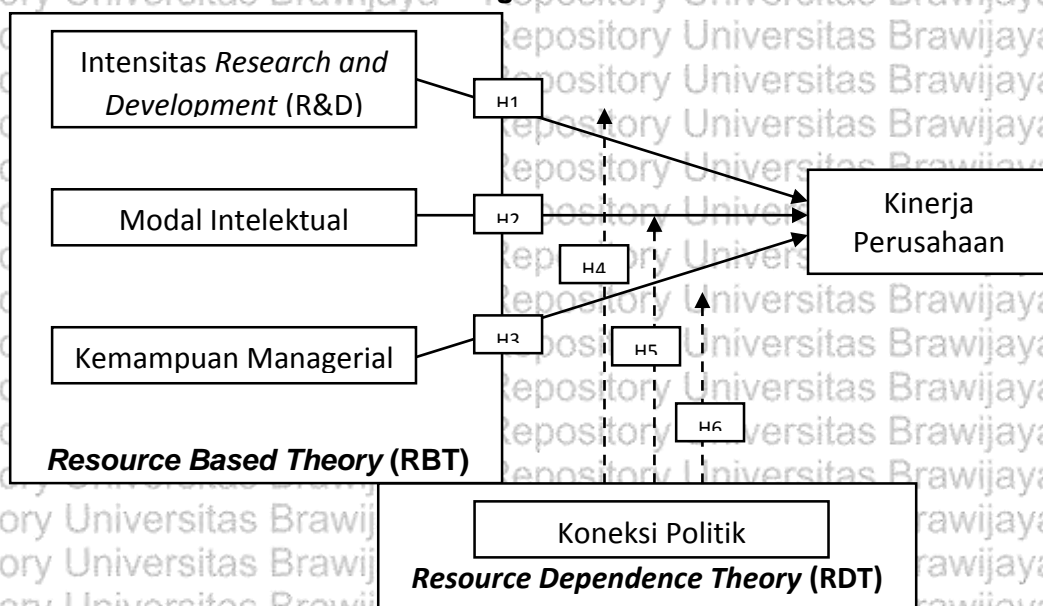 Intensitas Research and
Development (R&D)
H1
Modal Intelektual
H2
Kinerja
Perusahaan
H4
Kemampuan Managerial
H3
H5
H6
Resource Based Theory (RBT)
Koneksi Politik
Resource Dependence Theory (RDT)
Repository Universitas Brawijaya